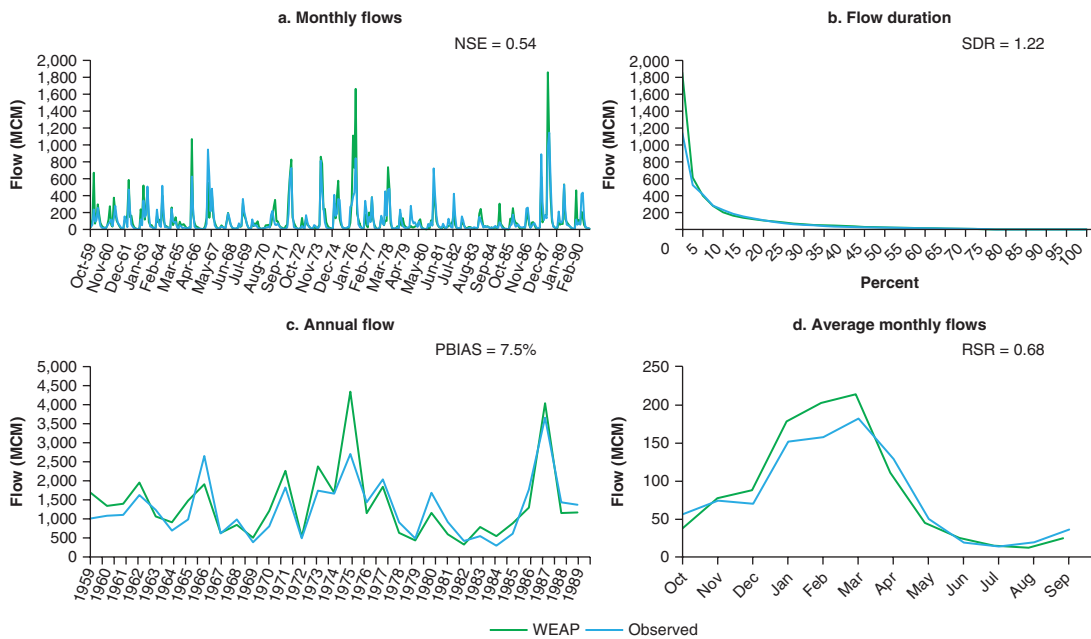 a. Monthly flows
NSE = 0.54
Flow (MCM)
2,000
1,800
1,600
1,400
1,200
1,000
800
600
400
200
0
Oct-59
Nov-60
Dec-61
Jan-63
Feb-64
Mar-65
Apr-66
May-67
Jun-68
Jul-69
Aug-70
Sep-71
Oct-72
Nov-73
Dec-74
Jan-76
Feb-77
Mar-78
Apr-79
May-80
Jun-81
Jul-82
Aug-83
Sep-84
Oct-85
Nov-86
Dec-87
Jan-89
Feb-90
b. Flow duration
SDR = 1.22
Flow (MCM)
2,000
1,800
1,600
1,400
1,200
1,000
800
600
400
200
0
0
5
10
15
20
25
30
35
40
45
50
55
60
65
70
75
80
85
90
95
100
Percent
c. Annual flow
PBIAS = 7.5%
Flow (MCM)
5,000
4,500
4,000
3,500
3,000
2,500
2,000
1,500
1,000
500
0
1959
1960
1961
1962
1963
1964
1965
1966
1967
1968
1969
1970
1971
1972
1973
1974
1975
1976
1977
1978
1979
1980
1981
1982
1983
1984
1985
1986
1987
1988
1989
d. Average monthly flows
RSR = 0.68
Flow (MCM)
250
200
150
100
50
0
Oct
Nov
Dec
Jan
Feb
Mar
Apr
May
Jun
Jul
Aug
Sep
WEAP
Observed